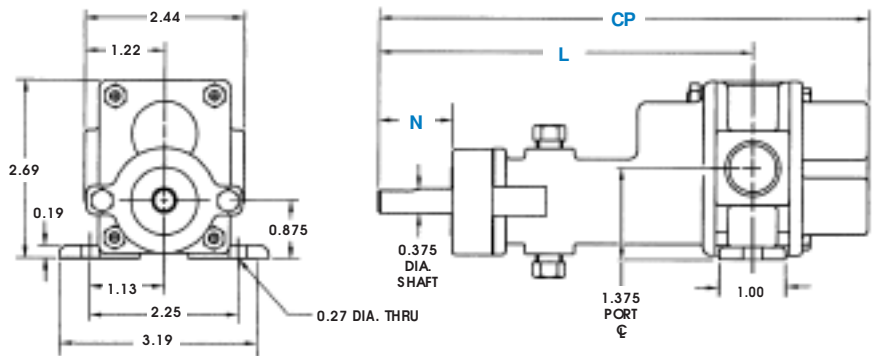 2.44
1.22
2.69
0.19
0.875
1.13
2.25
3.19
0.27 DIA. THRU
CP
L
N
0.375
DIA.
SHAFT
1.375
PORT
℄
1.00